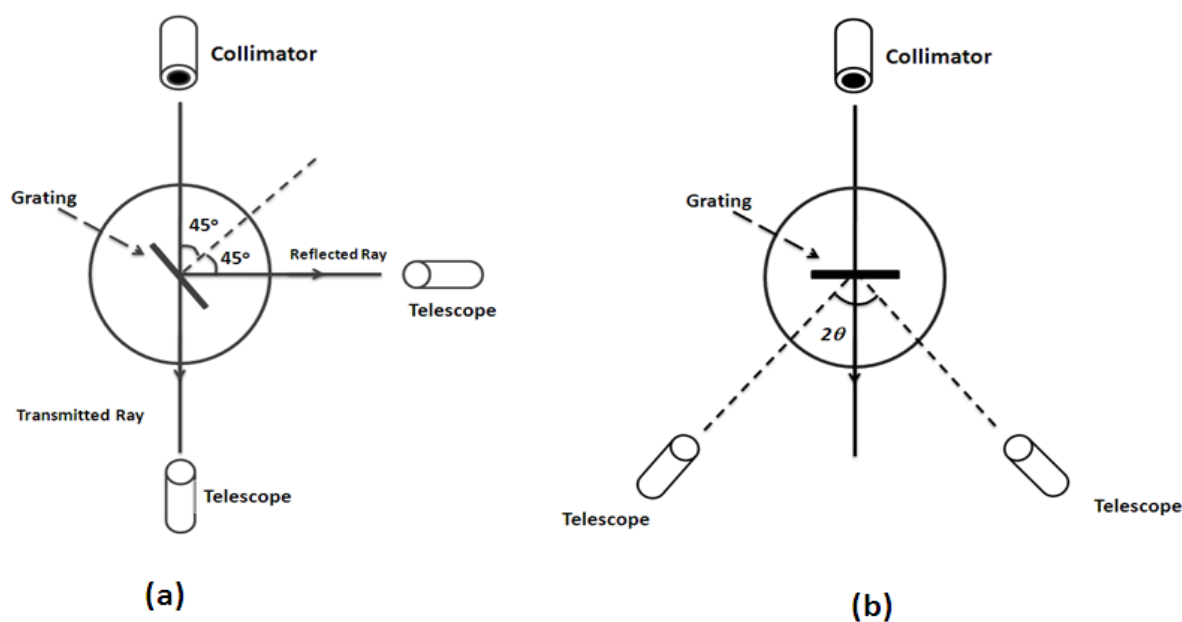 Collimator
Grating
45°
45°
Reflected Ray
Telescope
Transmitted Ray
Telescope
(a)
Collimator
Grating
2θ
Telescope
Telescope
(b)